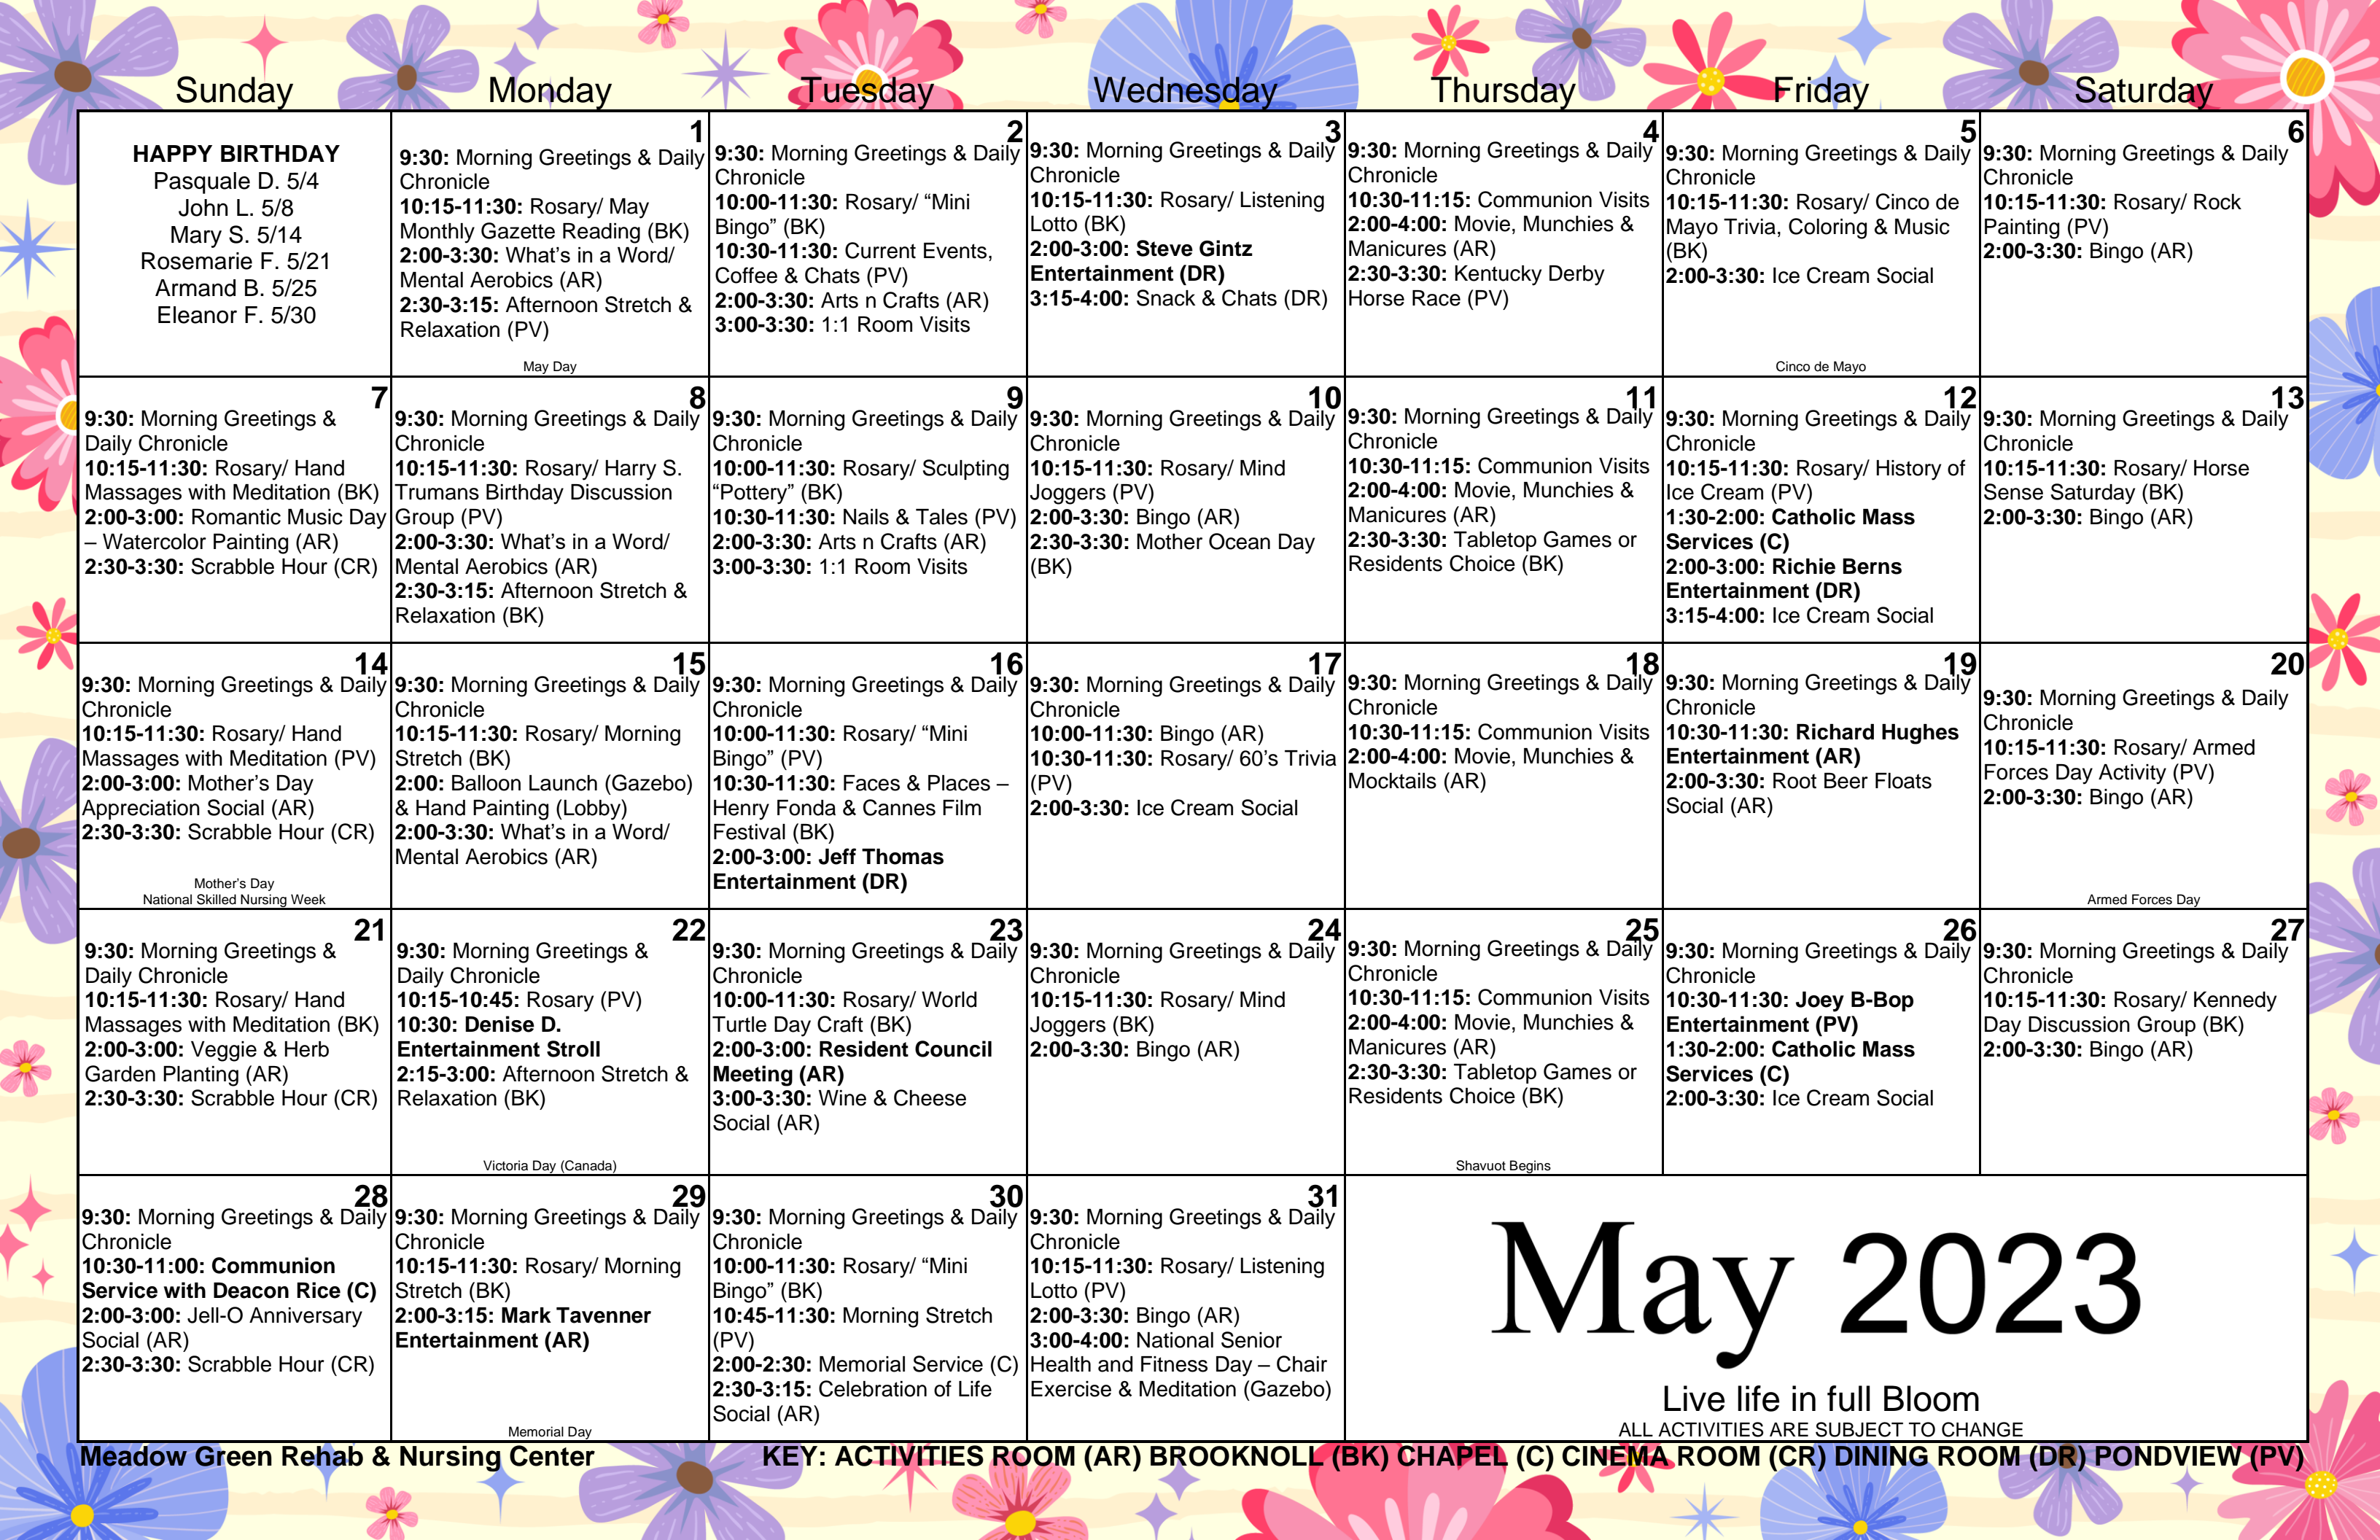 Sunday Monday Tuesday Wednesday Thursday Friday Saturday
HAPPY BIRTHDAY
Pasquale D. 5/4
John L. 5/8
Mary S. 5/14
Rosemarie F. 5/21
Armand B. 5/25
Eleanor F. 5/30
1
9:30: Morning Greetings & Daily
Chronicle
10:15-11:30: Rosary/ May
Monthly Gazette Reading (BK)
2:00-3:30: What's in a Word/
Mental Aerobics (AR)
2:30-3:15: Afternoon Stretch &
Relaxation (PV)
May Day
2
9:30: Morning Greetings & Daily
Chronicle
10:00-11:30: Rosary/ “Mini
Bingo” (BK)
10:30-11:30: Current Events,
Coffee & Chats (PV)
2:00-3:30: Arts n Crafts (AR)
3:00-3:30: 1:1 Room Visits
3
9:30: Morning Greetings & Daily
Chronicle
10:15-11:30: Rosary/ Listening
Lotto (BK)
2:00-3:00: Steve Gintz
Entertainment (DR)
3:15-4:00: Snack & Chats (DR)
4
9:30: Morning Greetings & Daily
Chronicle
10:30-11:15: Communion Visits
2:00-4:00: Movie, Munchies &
Manicures (AR)
2:30-3:30: Kentucky Derby
Horse Race (PV)
5
9:30: Morning Greetings & Daily
Chronicle
10:15-11:30: Rosary/ Cinco de
Mayo Trivia, Coloring & Music
(BK)
2:00-3:30: Ice Cream Social
Cinco de Mayo
6
9:30: Morning Greetings & Daily
Chronicle
10:15-11:30: Rosary/ Rock
Painting (PV)
2:00-3:30: Bingo (AR)
7
9:30: Morning Greetings &
Daily Chronicle
10:15-11:30: Rosary/ Hand
Massages with Meditation (BK)
2:00-3:00: Romantic Music Day
– Watercolor Painting (AR)
2:30-3:30: Scrabble Hour (CR)
8
9:30: Morning Greetings & Daily
Chronicle
10:15-11:30: Rosary/ Harry S.
Trumans Birthday Discussion
Group (PV)
2:00-3:30: What's in a Word/
Mental Aerobics (AR)
2:30-3:15: Afternoon Stretch &
Relaxation (BK)
9
9:30: Morning Greetings & Daily
Chronicle
10:00-11:30: Rosary/ Sculpting
“Pottery” (BK)
10:30-11:30: Nails & Tales (PV)
2:00-3:30: Arts n Crafts (AR)
3:00-3:30: 1:1 Room Visits
10
9:30: Morning Greetings & Daily
Chronicle
10:15-11:30: Rosary/ Mind
Joggers (PV)
2:00-3:30: Bingo (AR)
2:30-3:30: Mother Ocean Day
(BK)
11
9:30: Morning Greetings & Daily
Chronicle
10:30-11:15: Communion Visits
2:00-4:00: Movie, Munchies &
Manicures (AR)
2:30-3:30: Tabletop Games or
Residents Choice (BK)
12
9:30: Morning Greetings & Daily
Chronicle
10:15-11:30: Rosary/ History of
Ice Cream (PV)
1:30-2:00: Catholic Mass
Services (C)
2:00-3:00: Richie Berns
Entertainment (DR)
3:15-4:00: Ice Cream Social
13
9:30: Morning Greetings & Daily
Chronicle
10:15-11:30: Rosary/ Horse
Sense Saturday (BK)
2:00-3:30: Bingo (AR)
14
9:30: Morning Greetings & Daily
Chronicle
10:15-11:30: Rosary/ Hand
Massages with Meditation (PV)
2:00-3:00: Mother's Day
Appreciation Social (AR)
2:30-3:30: Scrabble Hour (CR)
Mother's Day
National Skilled Nursing Week
15
9:30: Morning Greetings & Daily
Chronicle
10:15-11:30: Rosary/ Morning
Stretch (BK)
2:00: Balloon Launch (Gazebo)
& Hand Painting (Lobby)
2:00-3:30: What's in a Word/
Mental Aerobics (AR)
16
9:30: Morning Greetings & Daily
Chronicle
10:00-11:30: Rosary/ “Mini
Bingo” (PV)
10:30-11:30: Faces & Places –
Henry Fonda & Cannes Film
Festival (BK)
2:00-3:00: Jeff Thomas
Entertainment (DR)
17
9:30: Morning Greetings & Daily
Chronicle
10:00-11:30: Bingo (AR)
10:30-11:30: Rosary/ 60's Trivia
(PV)
2:00-3:30: Ice Cream Social
18
9:30: Morning Greetings & Daily
Chronicle
10:30-11:15: Communion Visits
2:00-4:00: Movie, Munchies &
Mocktails (AR)
19
9:30: Morning Greetings & Daily
Chronicle
10:30-11:30: Richard Hughes
Entertainment (AR)
2:00-3:30: Root Beer Floats
Social (AR)
20
9:30: Morning Greetings & Daily
Chronicle
10:15-11:30: Rosary/ Armed
Forces Day Activity (PV)
2:00-3:30: Bingo (AR)
Armed Forces Day
21
9:30: Morning Greetings &
Daily Chronicle
10:15-11:30: Rosary/ Hand
Massages with Meditation (BK)
2:00-3:00: Veggie & Herb
Garden Planting (AR)
2:30-3:30: Scrabble Hour (CR)
22
9:30: Morning Greetings &
Daily Chronicle
10:15-10:45: Rosary (PV)
10:30: Denise D.
Entertainment Stroll
2:15-3:00: Afternoon Stretch &
Relaxation (BK)
Victoria Day (Canada)
23
9:30: Morning Greetings & Daily
Chronicle
10:00-11:30: Rosary/ World
Turtle Day Craft (BK)
2:00-3:00: Resident Council
Meeting (AR)
3:00-3:30: Wine & Cheese
Social (AR)
24
9:30: Morning Greetings & Daily
Chronicle
10:15-11:30: Rosary/ Mind
Joggers (BK)
2:00-3:30: Bingo (AR)
25
9:30: Morning Greetings & Daily
Chronicle
10:30-11:15: Communion Visits
2:00-4:00: Movie, Munchies &
Manicures (AR)
2:30-3:30: Tabletop Games or
Residents Choice (BK)
Shavuot Begins
26
9:30: Morning Greetings & Daily
Chronicle
10:30-11:30: Joey B-Bop
Entertainment (PV)
1:30-2:00: Catholic Mass
Services (C)
2:00-3:30: Ice Cream Social
27
9:30: Morning Greetings & Daily
Chronicle
10:15-11:30: Rosary/ Kennedy
Day Discussion Group (BK)
2:00-3:30: Bingo (AR)
28
9:30: Morning Greetings & Daily
Chronicle
10:30-11:00: Communion
Service with Deacon Rice (C)
2:00-3:00: Jell-O Anniversary
Social (AR)
2:30-3:30: Scrabble Hour (CR)
29
9:30: Morning Greetings & Daily
Chronicle
10:15-11:30: Rosary/ Morning
Stretch (BK)
2:00-3:15: Mark Tavenner
Entertainment (AR)
Memorial Day
30
9:30: Morning Greetings & Daily
Chronicle
10:00-11:30: Rosary/ “Mini
Bingo” (BK)
10:45-11:30: Morning Stretch
(PV)
2:00-2:30: Memorial Service (C)
2:30-3:15: Celebration of Life
Social (AR)
31
9:30: Morning Greetings & Daily
Chronicle
10:15-11:30: Rosary/ Listening
Lotto (PV)
2:00-3:30: Bingo (AR)
3:00-4:00: National Senior
Health and Fitness Day – Chair
Exercise & Meditation (Gazebo)
May 2023
Live life in full Bloom
ALL ACTIVITIES ARE SUBJECT TO CHANGE
Meadow Green Rehab & Nursing Center
KEY: ACTIVITIES ROOM (AR) BROOKNOLL (BK) CHAPEL (C) CINEMA ROOM (CR) DINING ROOM (DR) PONDVIEW (PV)